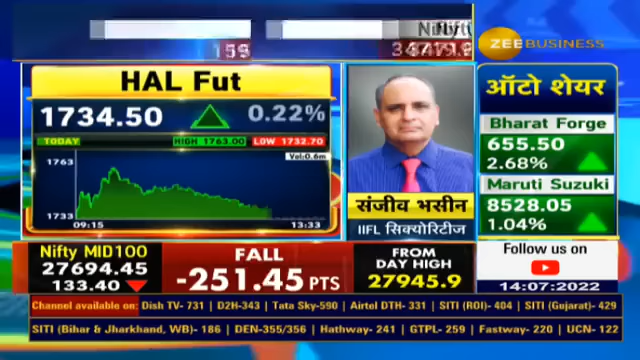 Nifty
159
34719.9
ZEE BUSINESS
HAL Fut
1734.50 0.22%
TODAY HIGH 1763.00 LOW 1732.70
Vol:0.6m
1763
1733
09:15 13:33
संजीव भसीन
IIFL सिक्योरिटीज
ऑटो शेयर
Bharat Forge
655.50
2.68%
Maruti Suzuki
8528.05
1.04%
Nifty MID100
27694.45
133.40
FALL
-251.45 PTS
FROM
DAY HIGH
27945.9
Follow us on
14:07:2022
Channel available on: Dish TV- 731 | D2H-343 | Tata Sky-590 | Airtel DTH- 331 | SITI (ROI)- 404 | SITI (Gujarat)- 429
SITI (Bihar & Jharkhand, WB)- 186 | DEN-355/356 | Hathway- 241 | GTPL- 259 | Fastway- 220 | UCN- 122